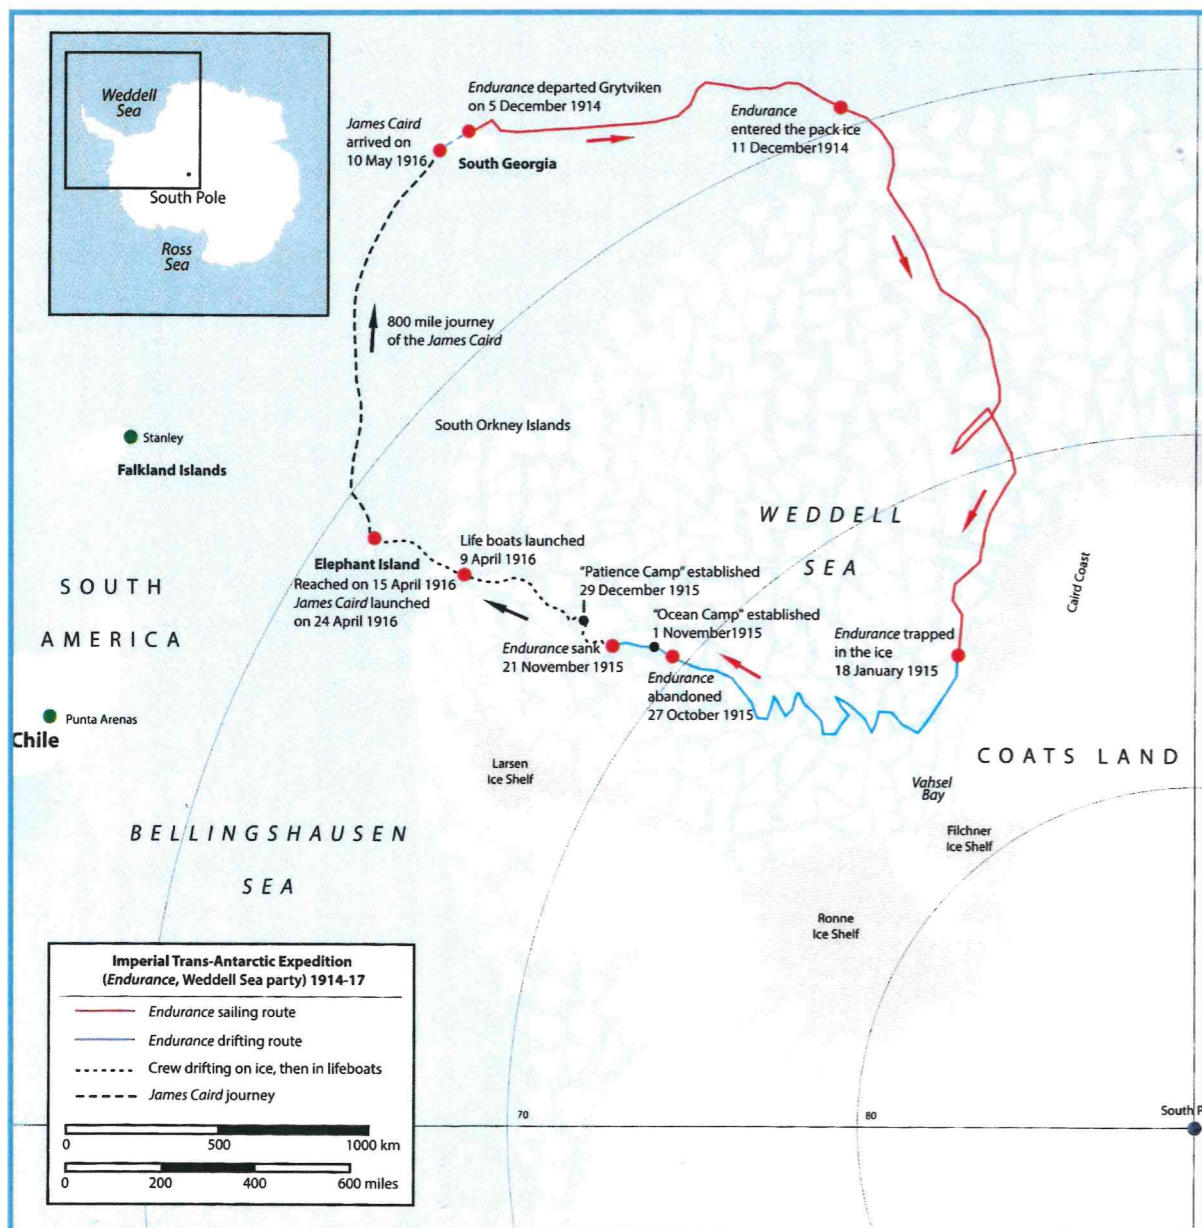 Weddell
Sea
South Pole
Ross
Sea
Endurance departed Grytviken
on 5 December 1914
James Caird
arrived on
10 May 1916
South Georgia
Endurance
entered the pack ice
11 December1914
800 mile journey
of the James Caird
South Orkney Islands
Stanley
Falkland Islands
WEDDELL
SEA
Life boats launched
9 April 1916
Elephant Island
Reached on 15 April 1916
James Caird launched
on 24 April 1916
"Patience Camp" established
29 December 1915
"Ocean Camp" established
1 November1915
Endurance sank
21 November 1915
Endurance
abandoned
27 October 1915
Endurance trapped
in the ice
18 January 1915
Caird Coast
SOUTH
AMERICA
Punta Arenas
Chile
Larsen
Ice Shelf
COATS LAND
Vahsel
Bay
Filchner
Ice Shelf
BELLINGSHAUSEN
SEA
Ronne
Ice Shelf
Imperial Trans-Antarctic Expedition
(Endurance, Weddell Sea party) 1914-17
Endurance sailing route
Endurance drifting route
Crew drifting on ice, then in lifeboats
James Caird journey
0 500 1000 km
0 200 400 600 miles
70
80
South P